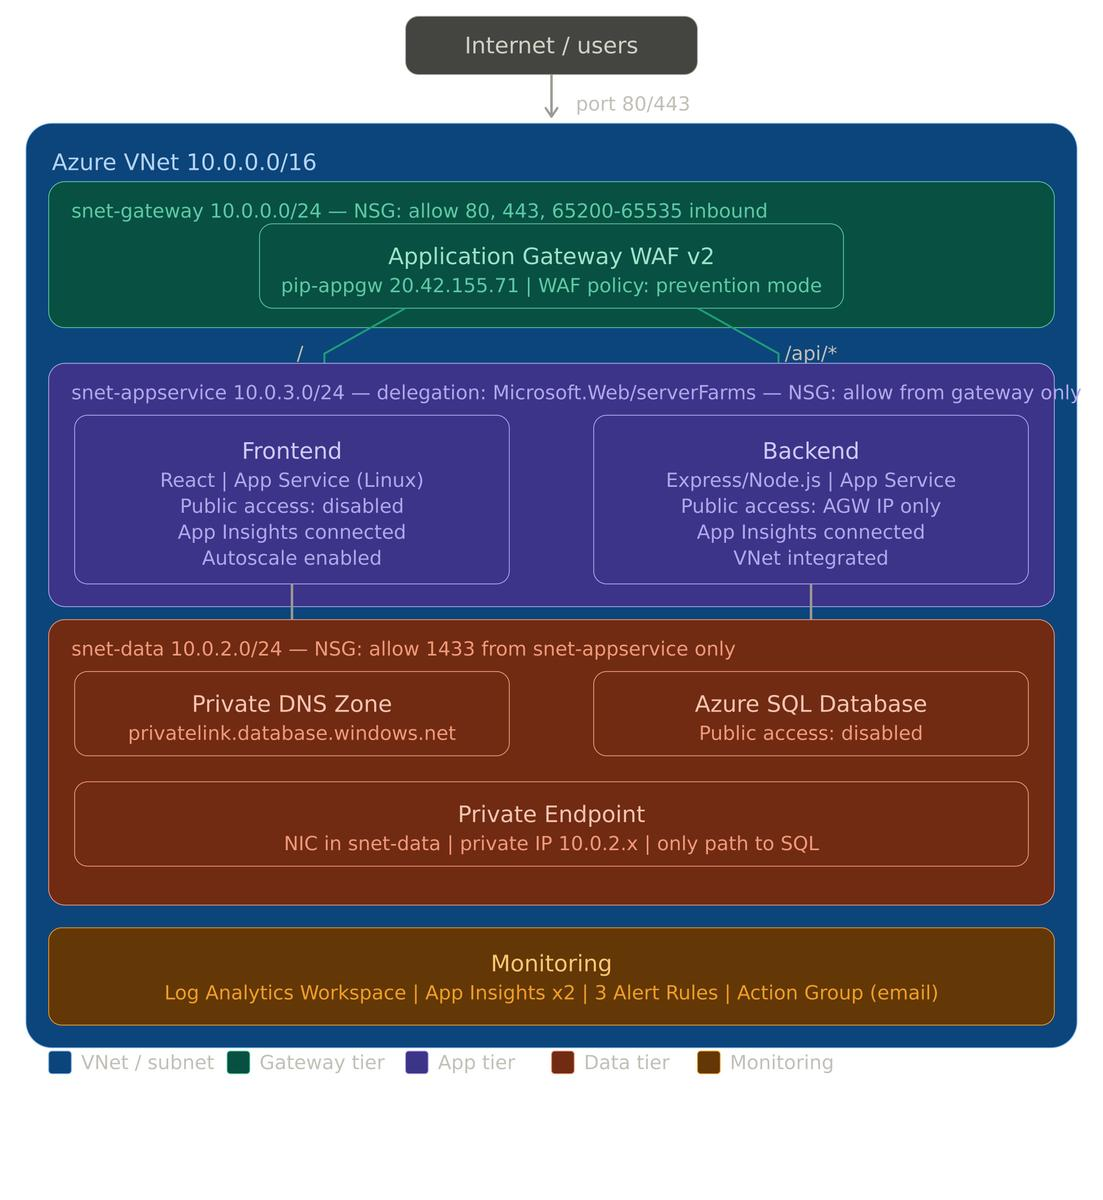 Internet / users
port 80/443
Azure VNet 10.0.0.0/16
snet-gateway 10.0.0.0/24 — NSG: allow 80, 443, 65200-65535 inbound
Application Gateway WAF v2
pip-appgw 20.42.155.71 | WAF policy: prevention mode
/
/api/*
snet-appservice 10.0.3.0/24 — delegation: Microsoft.Web/serverFarms — NSG: allow from gateway only
Frontend
React | App Service (Linux)
Public access: disabled
App Insights connected
Autoscale enabled
Backend
Express/Node.js | App Service
Public access: AGW IP only
App Insights connected
VNet integrated
snet-data 10.0.2.0/24 — NSG: allow 1433 from snet-appservice only
Private DNS Zone
privatelink.database.windows.net
Azure SQL Database
Public access: disabled
Private Endpoint
NIC in snet-data | private IP 10.0.2.x | only path to SQL
Monitoring
Log Analytics Workspace | App Insights x2 | 3 Alert Rules | Action Group (email)
VNet / subnet
Gateway tier
App tier
Data tier
Monitoring